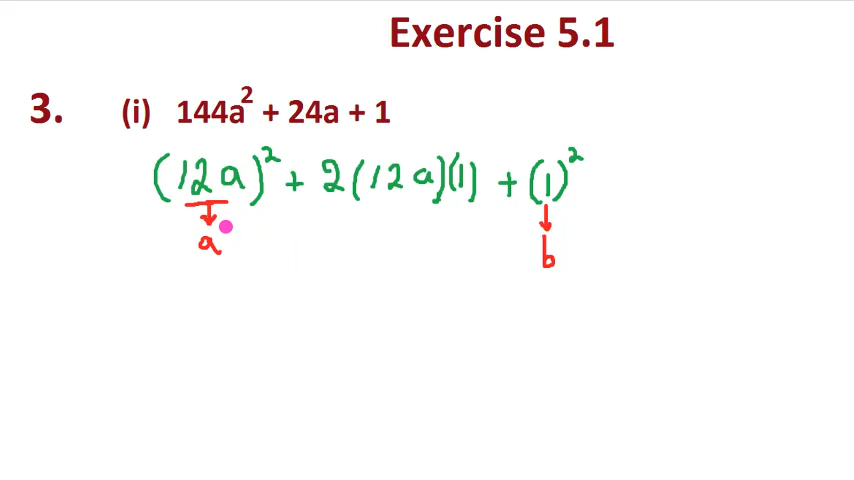 Exercise 5.1
3. (i) 144a² + 24a + 1
(12a)² + 2(12a)(1) + (1)²
a b